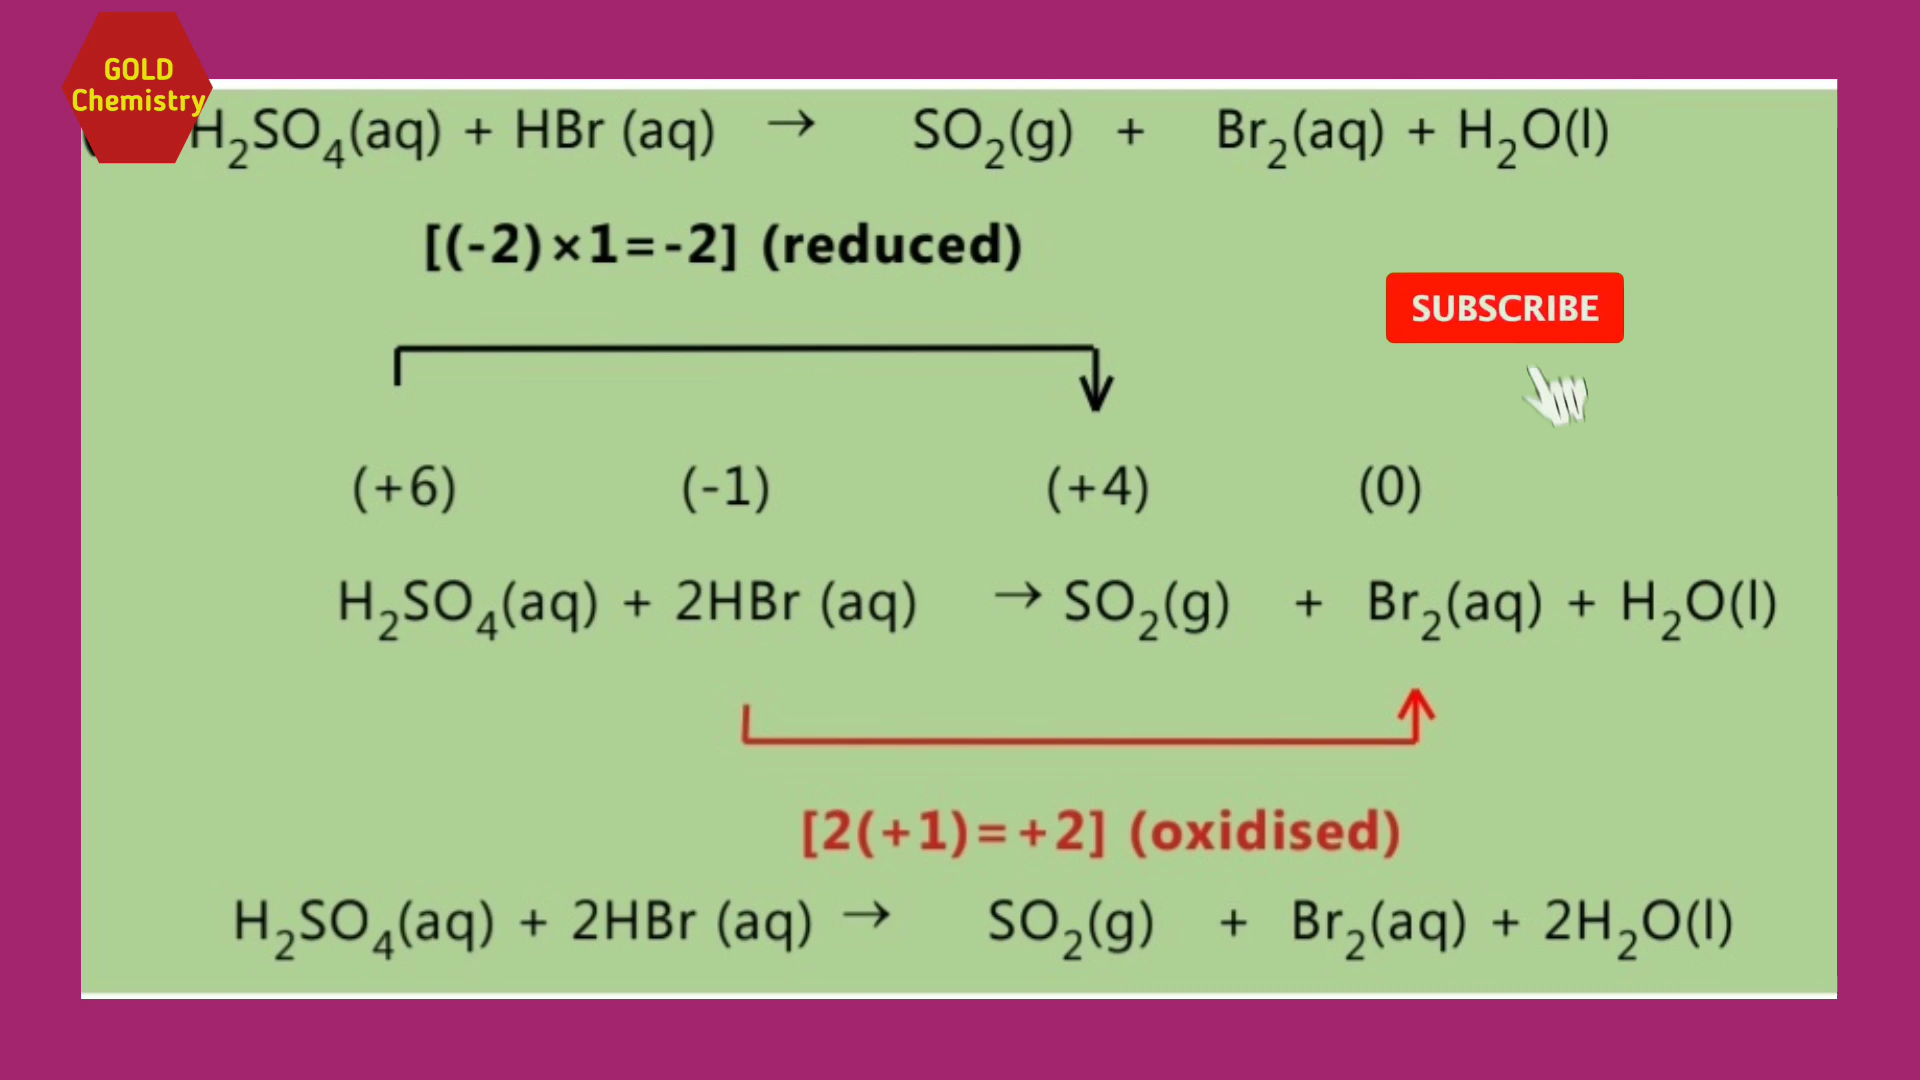 GOLD
Chemistry
H₂SO₄(aq) + HBr (aq) → SO₂(g) + Br₂(aq) + H₂O(l)
[(-2)×1=-2] (reduced)
SUBSCRIBE
(+6) (-1) (+4) (0)
H₂SO₄(aq) + 2HBr (aq) → SO₂(g) + Br₂(aq) + H₂O(l)
[2(+1)=+2] (oxidised)
H₂SO₄(aq) + 2HBr (aq) → SO₂(g) + Br₂(aq) + 2H₂O(l)